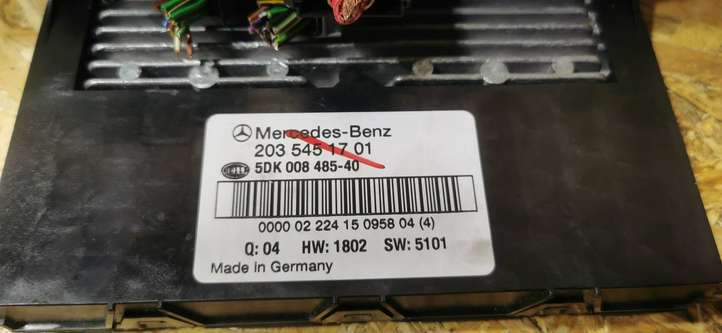 Mercedes-Benz
203 545 17 01
HELLA 5DK 008 485-40
0000 02 224 15 0958 04 (4)
Q: 04 HW: 1802 SW: 5101
Made in Germany